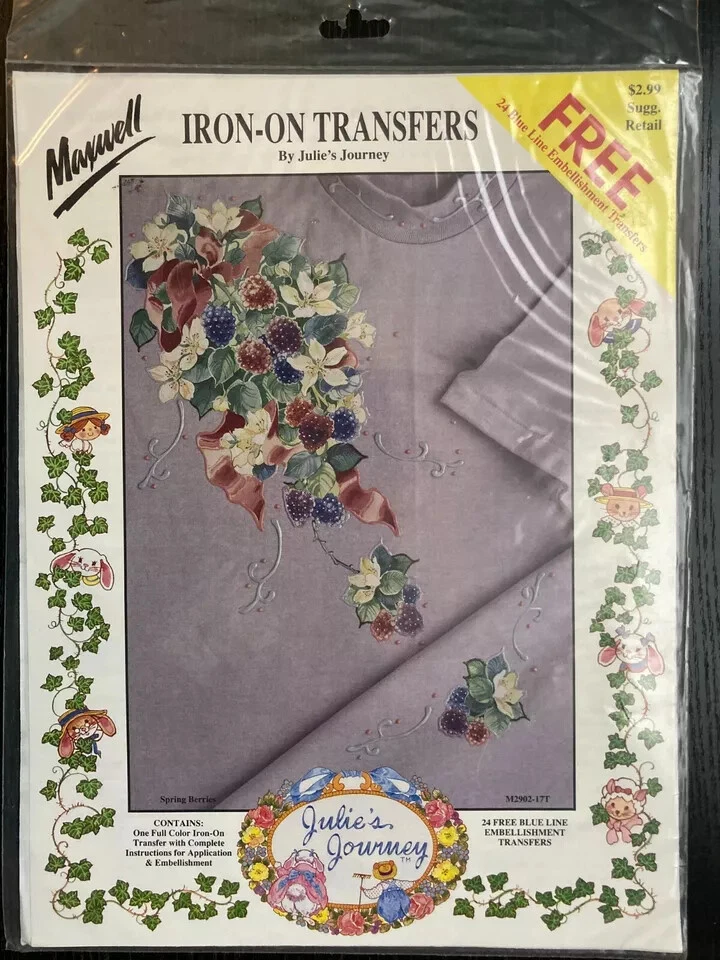 Maxwell
IRON-ON TRANSFERS
By Julie's Journey
$2.99
Sugg.
Retail
FREE
24 Blue Line Embellishment Transfers
Spring Berries
M2902-17T
CONTAINS:
One Full Color Iron-On
Transfer with Complete
Instructions for Application
& Embellishment
Julie's
Journey™
24 FREE BLUE LINE
EMBELLISHMENT
TRANSFERS